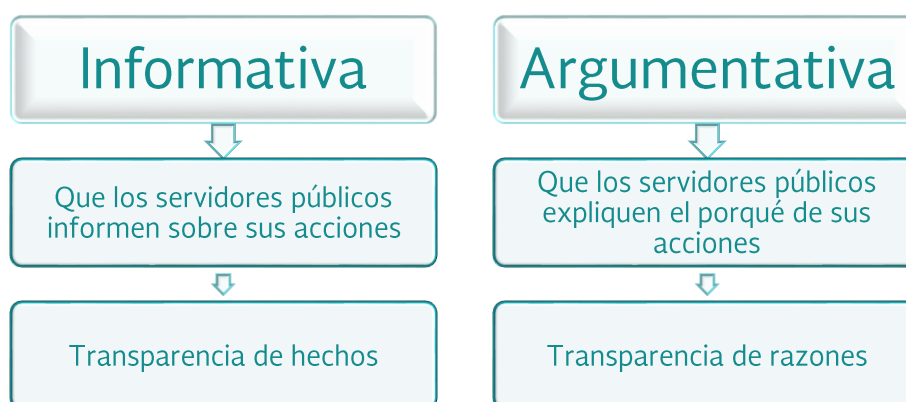 Informativa
Que los servidores públicos
informen sobre sus acciones
Transparencia de hechos
Argumentativa
Que los servidores públicos
expliquen el porqué de sus
acciones
Transparencia de razones